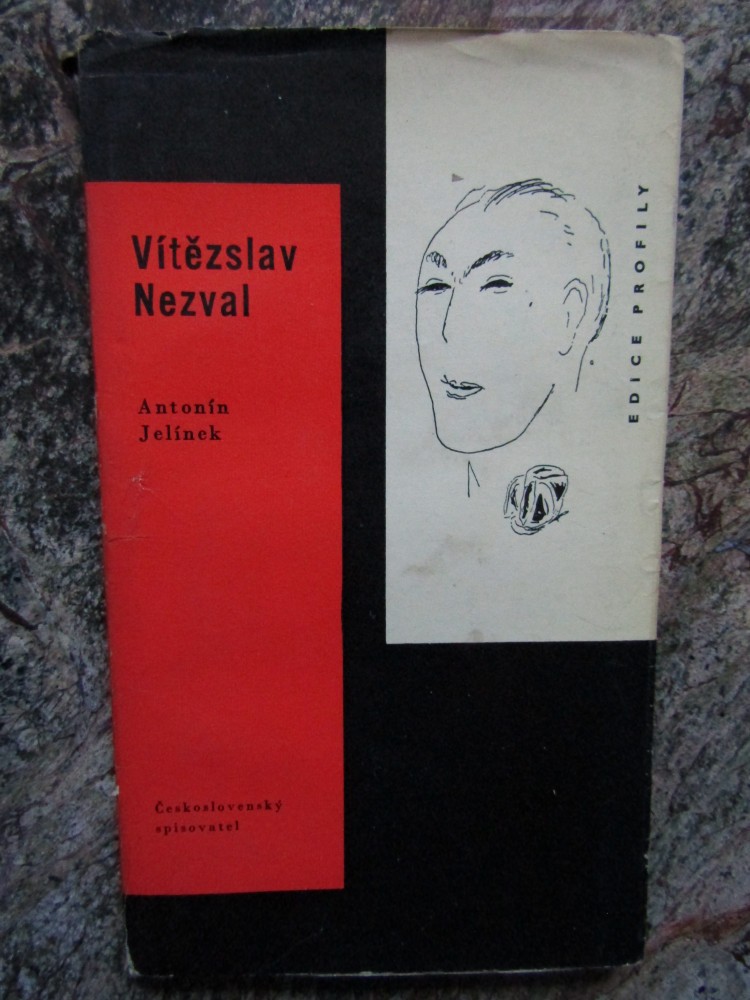 Vítězslav
Nezval
Antonín
Jelínek
Československý
spisovatel
EDICE PROFILY